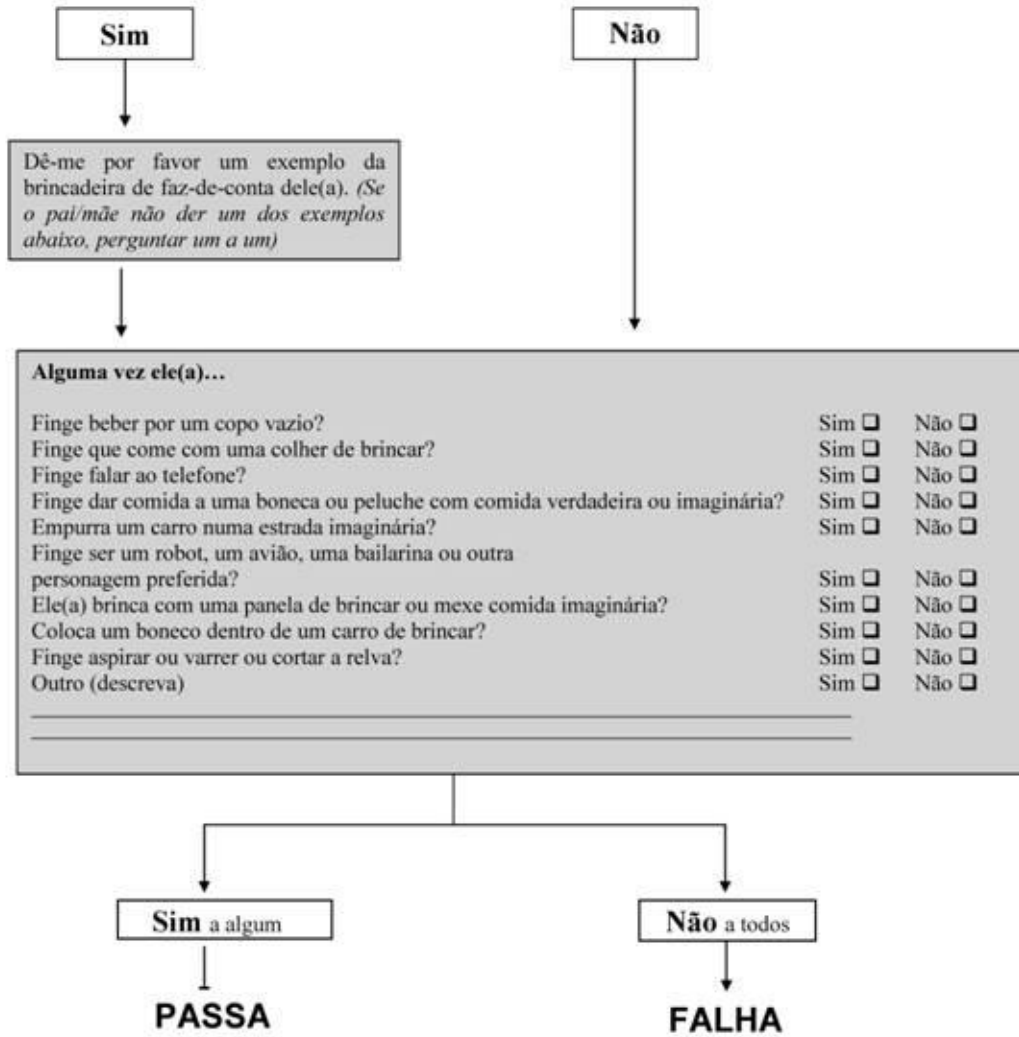 Sim
Não
Dê-me por favor um exemplo da
brincadeira de faz-de-conta dele(a). (Se
o pai/mãe não der um dos exemplos
abaixo, perguntar um a um)
Alguma vez ele(a)…
Finge beber por um copo vazio? Sim ❑ Não ❑
Finge que come com uma colher de brincar? Sim ❑ Não ❑
Finge falar ao telefone? Sim ❑ Não ❑
Finge dar comida a uma boneca ou peluche com comida verdadeira ou imaginária? Sim ❑ Não ❑
Empurra um carro numa estrada imaginária? Sim ❑ Não ❑
Finge ser um robot, um avião, uma bailarina ou outra
personagem preferida? Sim ❑ Não ❑
Ele(a) brinca com uma panela de brincar ou mexe comida imaginária? Sim ❑ Não ❑
Coloca um boneco dentro de um carro de brincar? Sim ❑ Não ❑
Finge aspirar ou varrer ou cortar a relva? Sim ❑ Não ❑
Outro (descreva) Sim ❑ Não ❑
Sim a algum
Não a todos
PASSA
FALHA